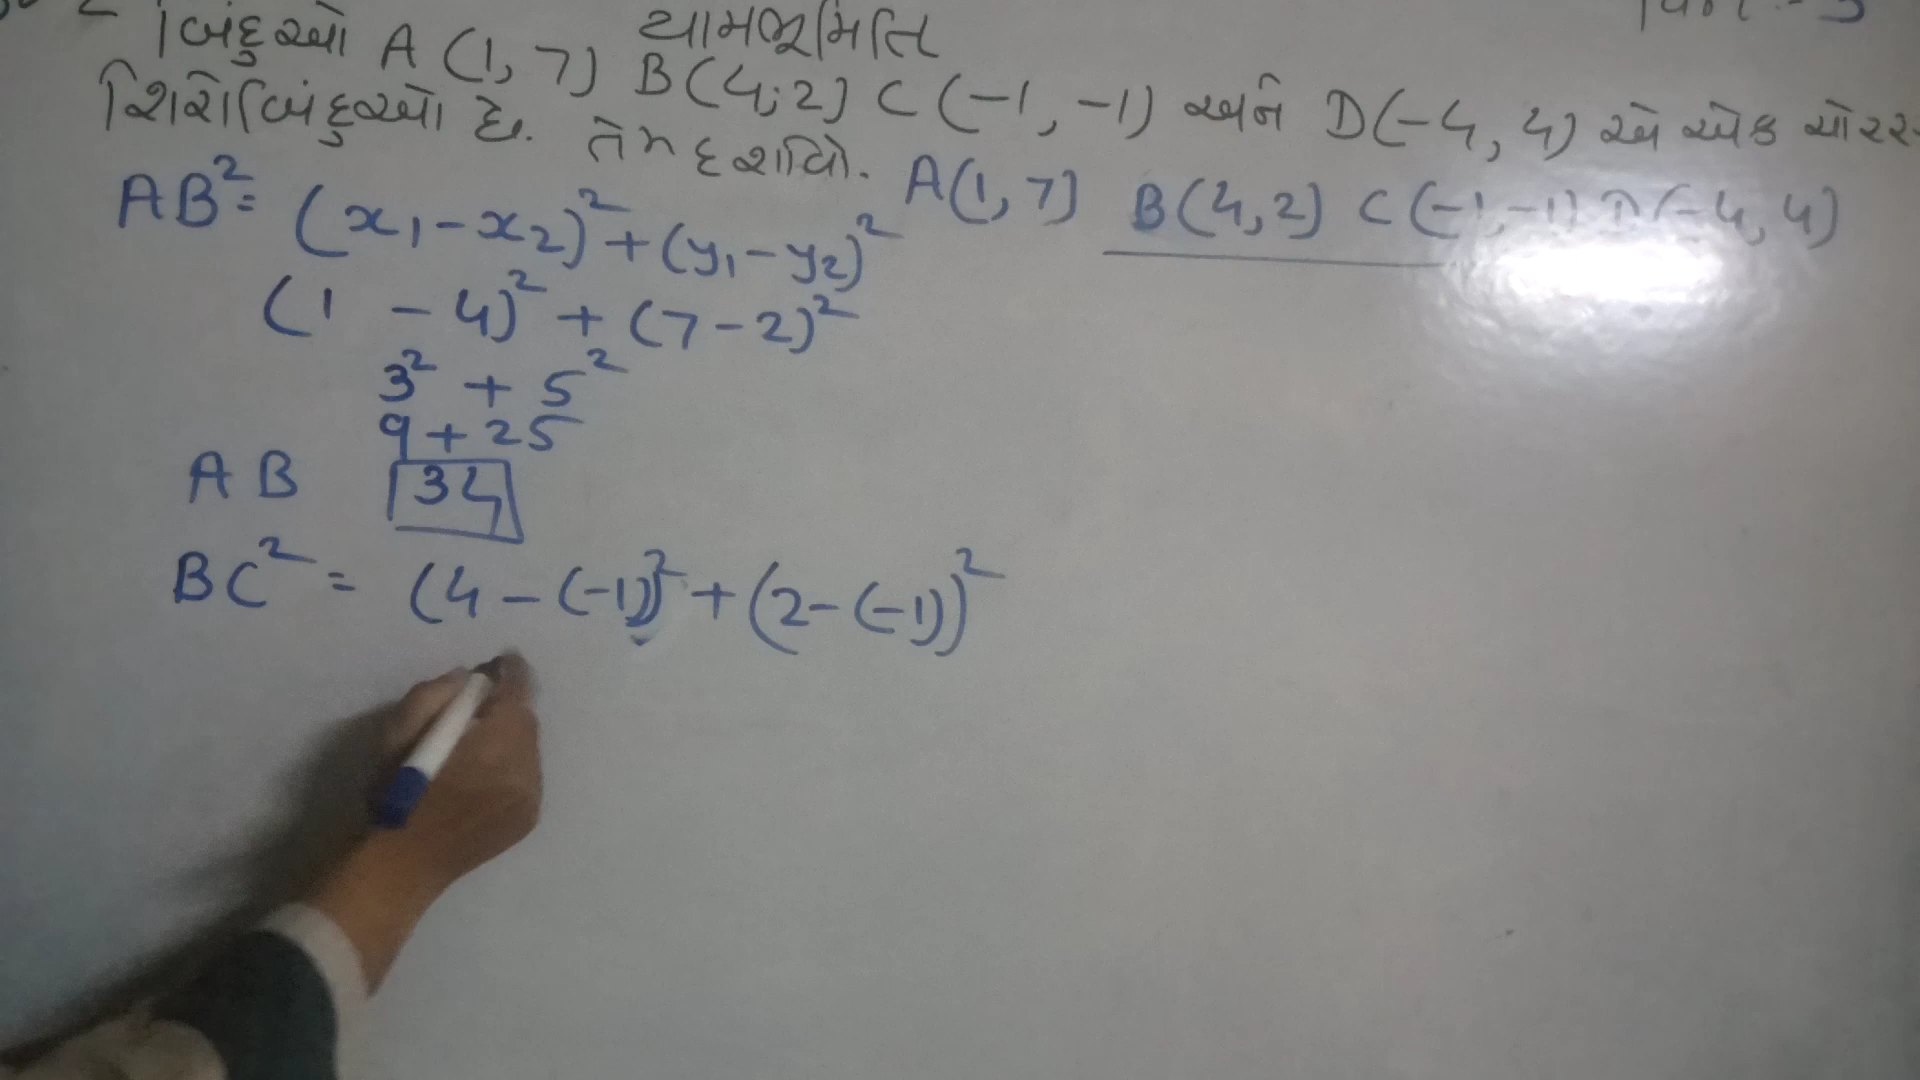 યામભૂમિતિ
બિંદુઓ A (1, 7) B(4, 2) C (-1, -1) અને D(-4, 4) એ એક ચોરસ
શિરોબિંદુઓ છે. તેમ દર્શાવો.
A(1, 7) B(4, 2) C(-1, -1) D(-4, 4)
AB² = (x₁-x₂)² + (y₁-y₂)²
(1 - 4)² + (7-2)²
3² + 5²
9 + 25
AB 34
BC² = (4-(-1))² + (2-(-1))²